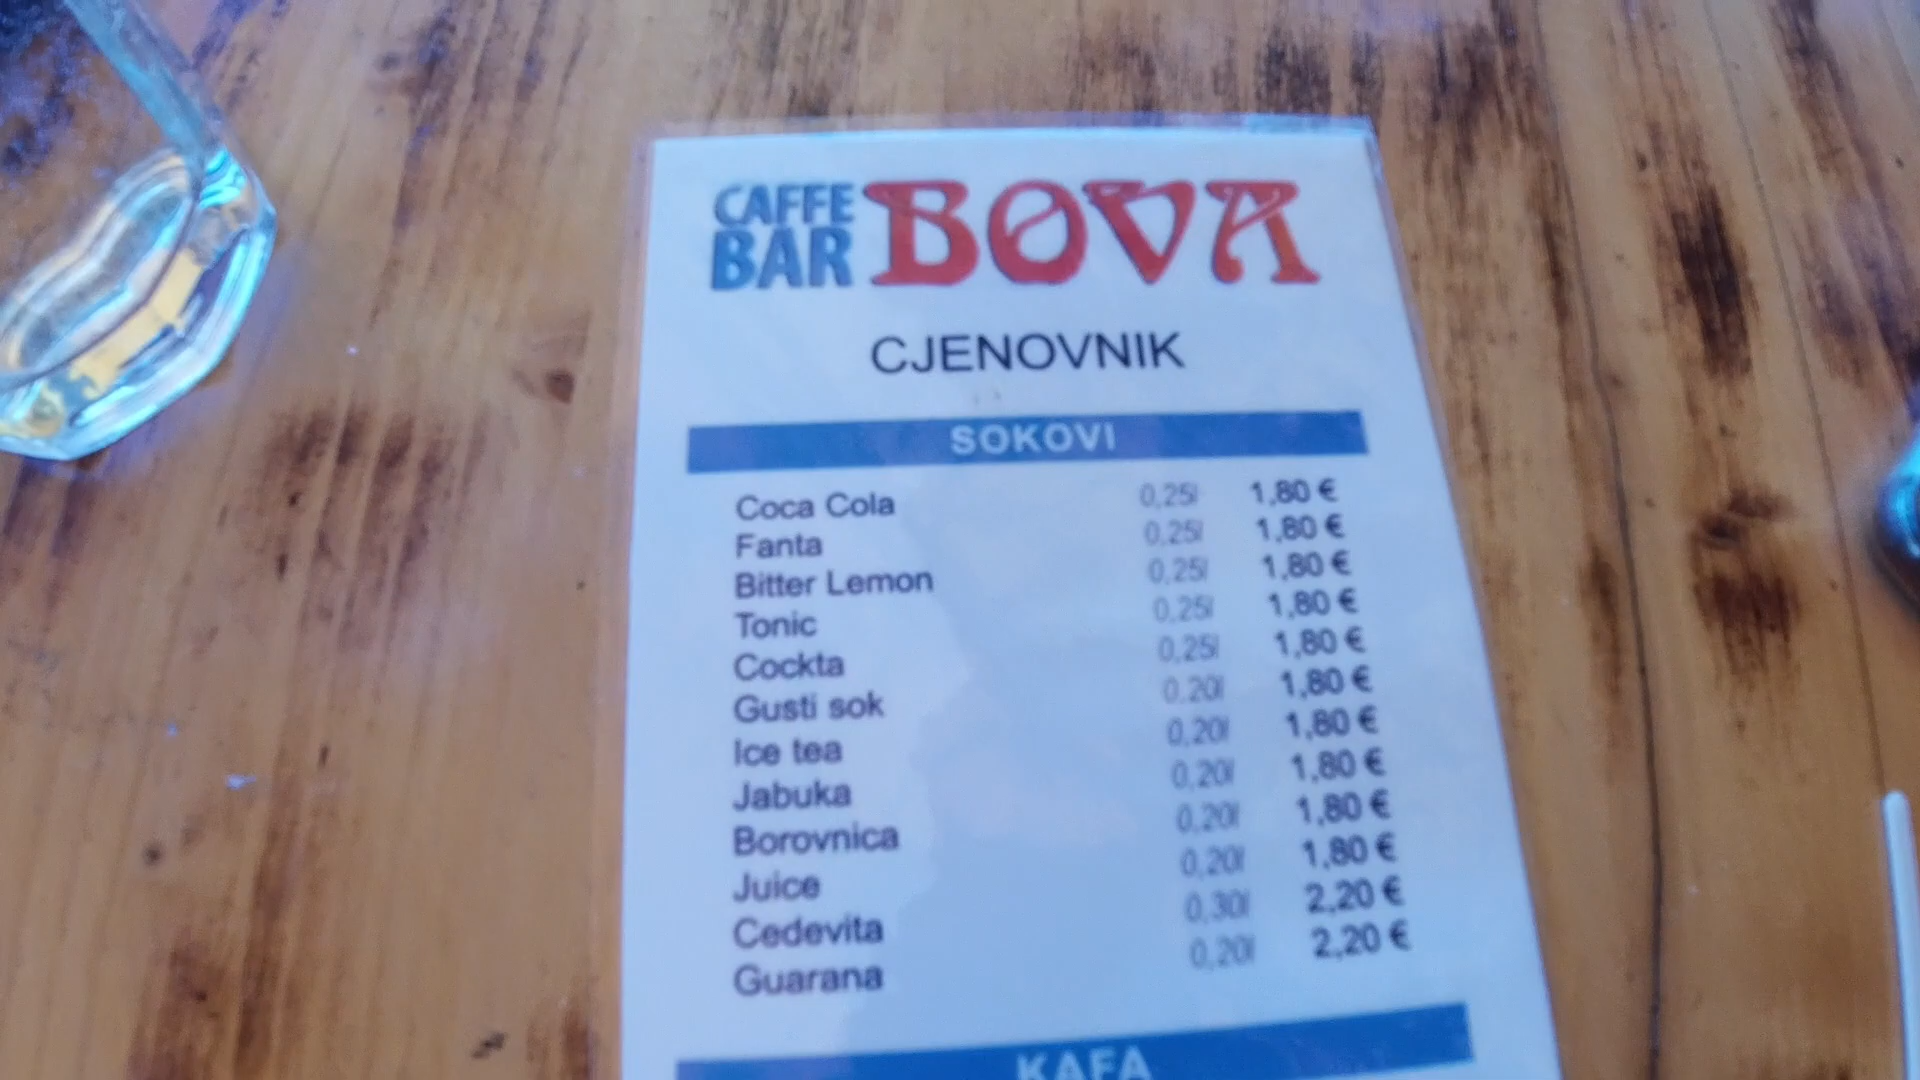 CAFFE BAR BOVA
CJENOVNIK
SOKOVI
Coca Cola 0,25l 1,80 €
Fanta 0,25l 1,80 €
Bitter Lemon 0,25l 1,80 €
Tonic 0,25l 1,80 €
Cockta 0,25l 1,80 €
Gusti sok 0,20l 1,80 €
Ice tea 0,20l 1,80 €
Jabuka 0,20l 1,80 €
Borovnica 0,20l 1,80 €
Juice 0,20l 1,80 €
Cedevita 0,30l 2,20 €
Guarana 0,20l 2,20 €
KAFA